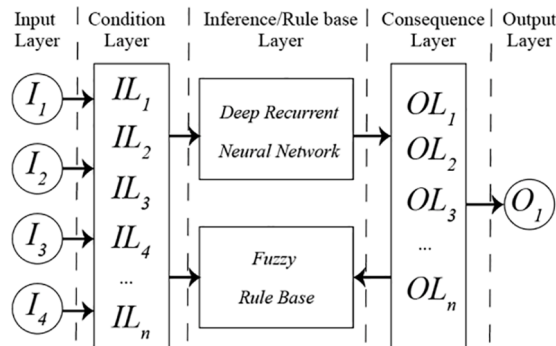 Input Layer
Condition Layer
Inference/Rule base Layer
Consequence Layer
Output Layer
I1
I2
I3
I4
IL1
IL2
IL3
IL4
...
ILn
Deep Recurrent
Neural Network
Fuzzy
Rule Base
OL1
OL2
OL3
...
OLn
O1